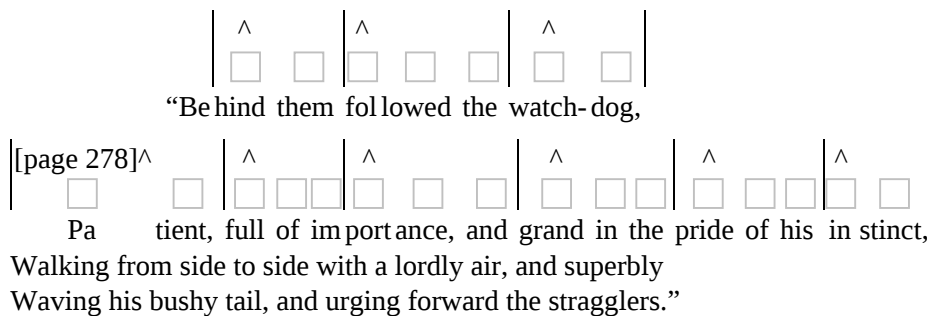 ^ ^ ^
“Be hind them fol lowed the watch- dog,
[page 278]^ ^ ^ ^ ^ ^
Pa tient, full of im port ance, and grand in the pride of his in stinct,
Walking from side to side with a lordly air, and superbly
Waving his bushy tail, and urging forward the stragglers.”